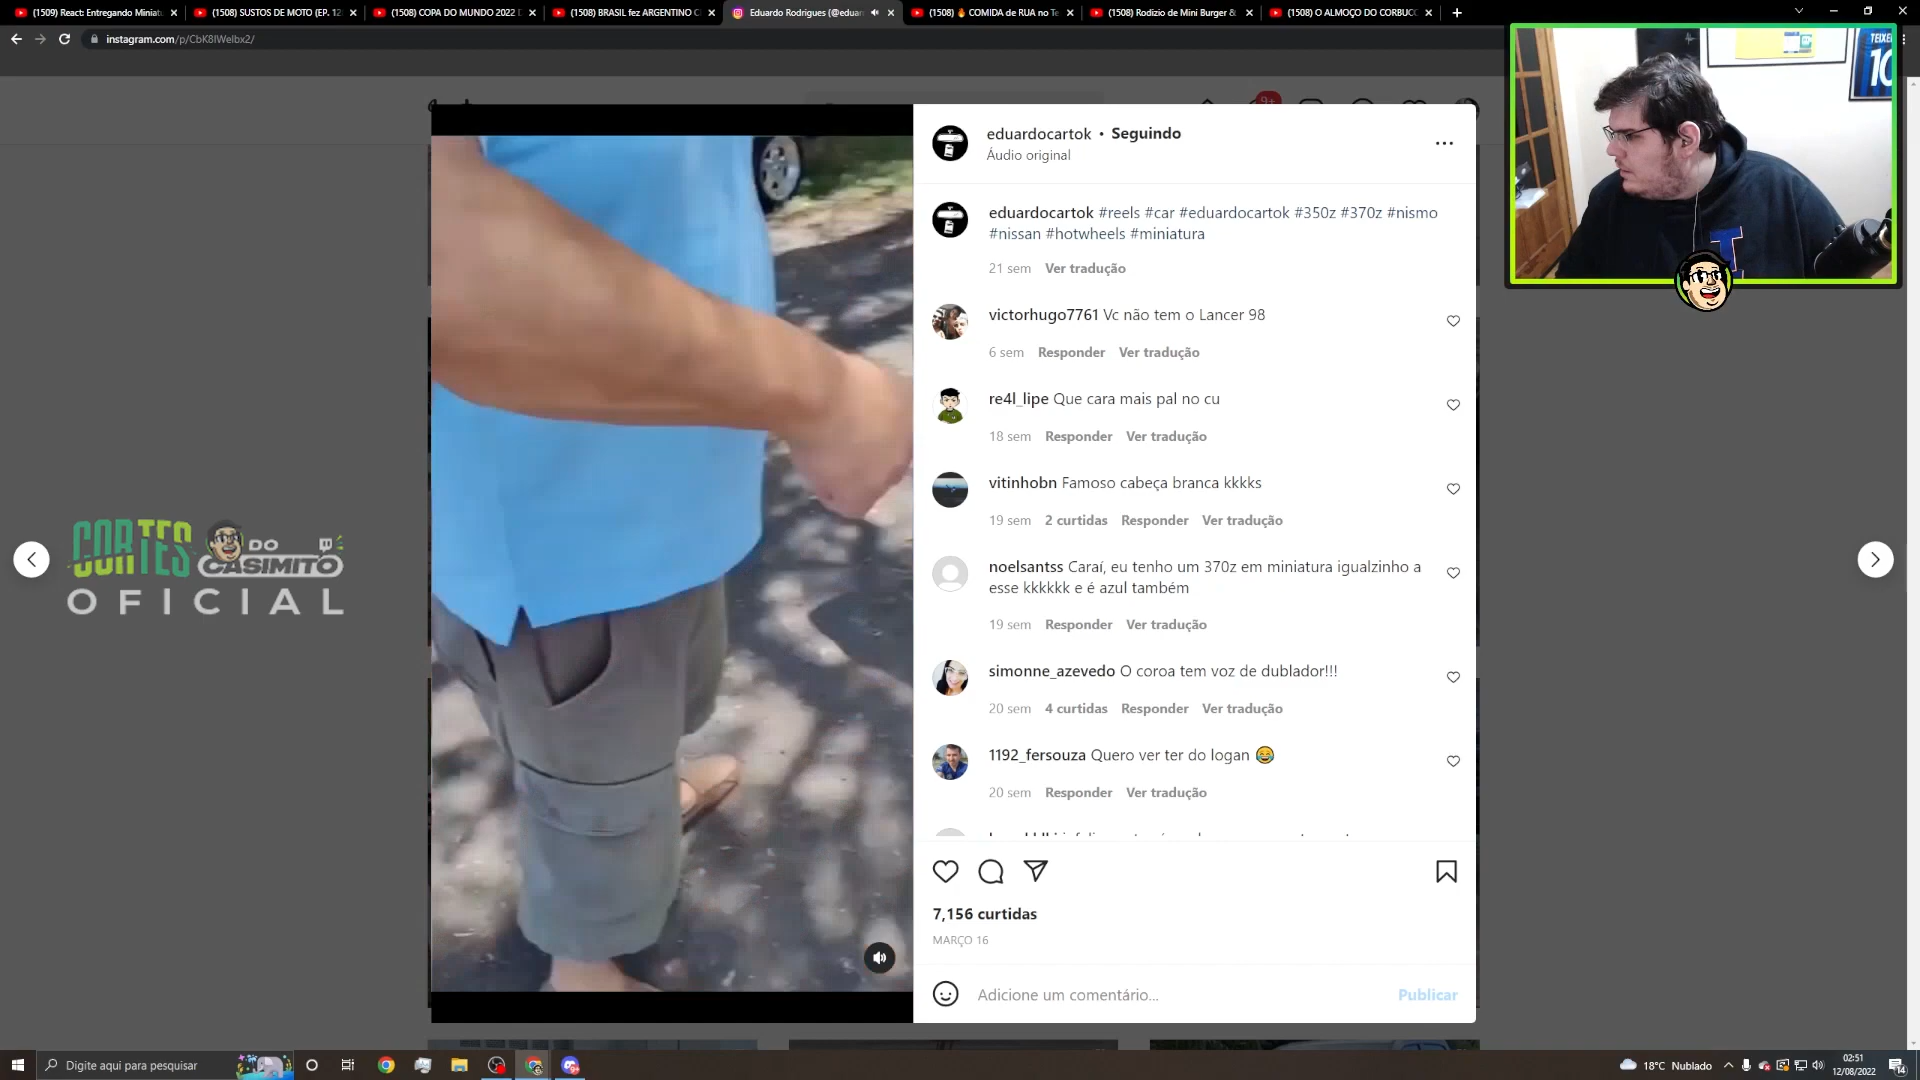 (1509) React: Entregando Miniatu
(1508) SUSTOS DE MOTO (EP. 12
(1508) COPA DO MUNDO 2022 D
(1508) BRASIL fez ARGENTINO C
Eduardo Rodrigues (@eduar
(1508) 🔥 COMIDA de RUA no Te
(1508) Rodízio de Mini Burger &
(1508) O ALMOÇO DO CORBUC
instagram.com/p/CbK8lWelbx2/
9+
TEIXE
10
eduardocartok • Seguindo
Áudio original
eduardocartok #reels #car #eduardocartok #350z #370z #nismo
#nissan #hotwheels #miniatura
21 sem Ver tradução
victorhugo7761 Vc não tem o Lancer 98
6 sem Responder Ver tradução
re4l_lipe Que cara mais pal no cu
18 sem Responder Ver tradução
vitinhobn Famoso cabeça branca kkkks
19 sem 2 curtidas Responder Ver tradução
noelsantss Caraí, eu tenho um 370z em miniatura igualzinho a
esse kkkkkk e é azul também
19 sem Responder Ver tradução
simonne_azevedo O coroa tem voz de dublador!!!
20 sem 4 curtidas Responder Ver tradução
1192_fersouza Quero ver ter do logan 😂
20 sem Responder Ver tradução
7,156 curtidas
MARÇO 16
Adicione um comentário...
Publicar
CORTES DO CASIMITO
OFICIAL
Digite aqui para pesquisar
18°C Nublado
02:51
12/08/2022
14